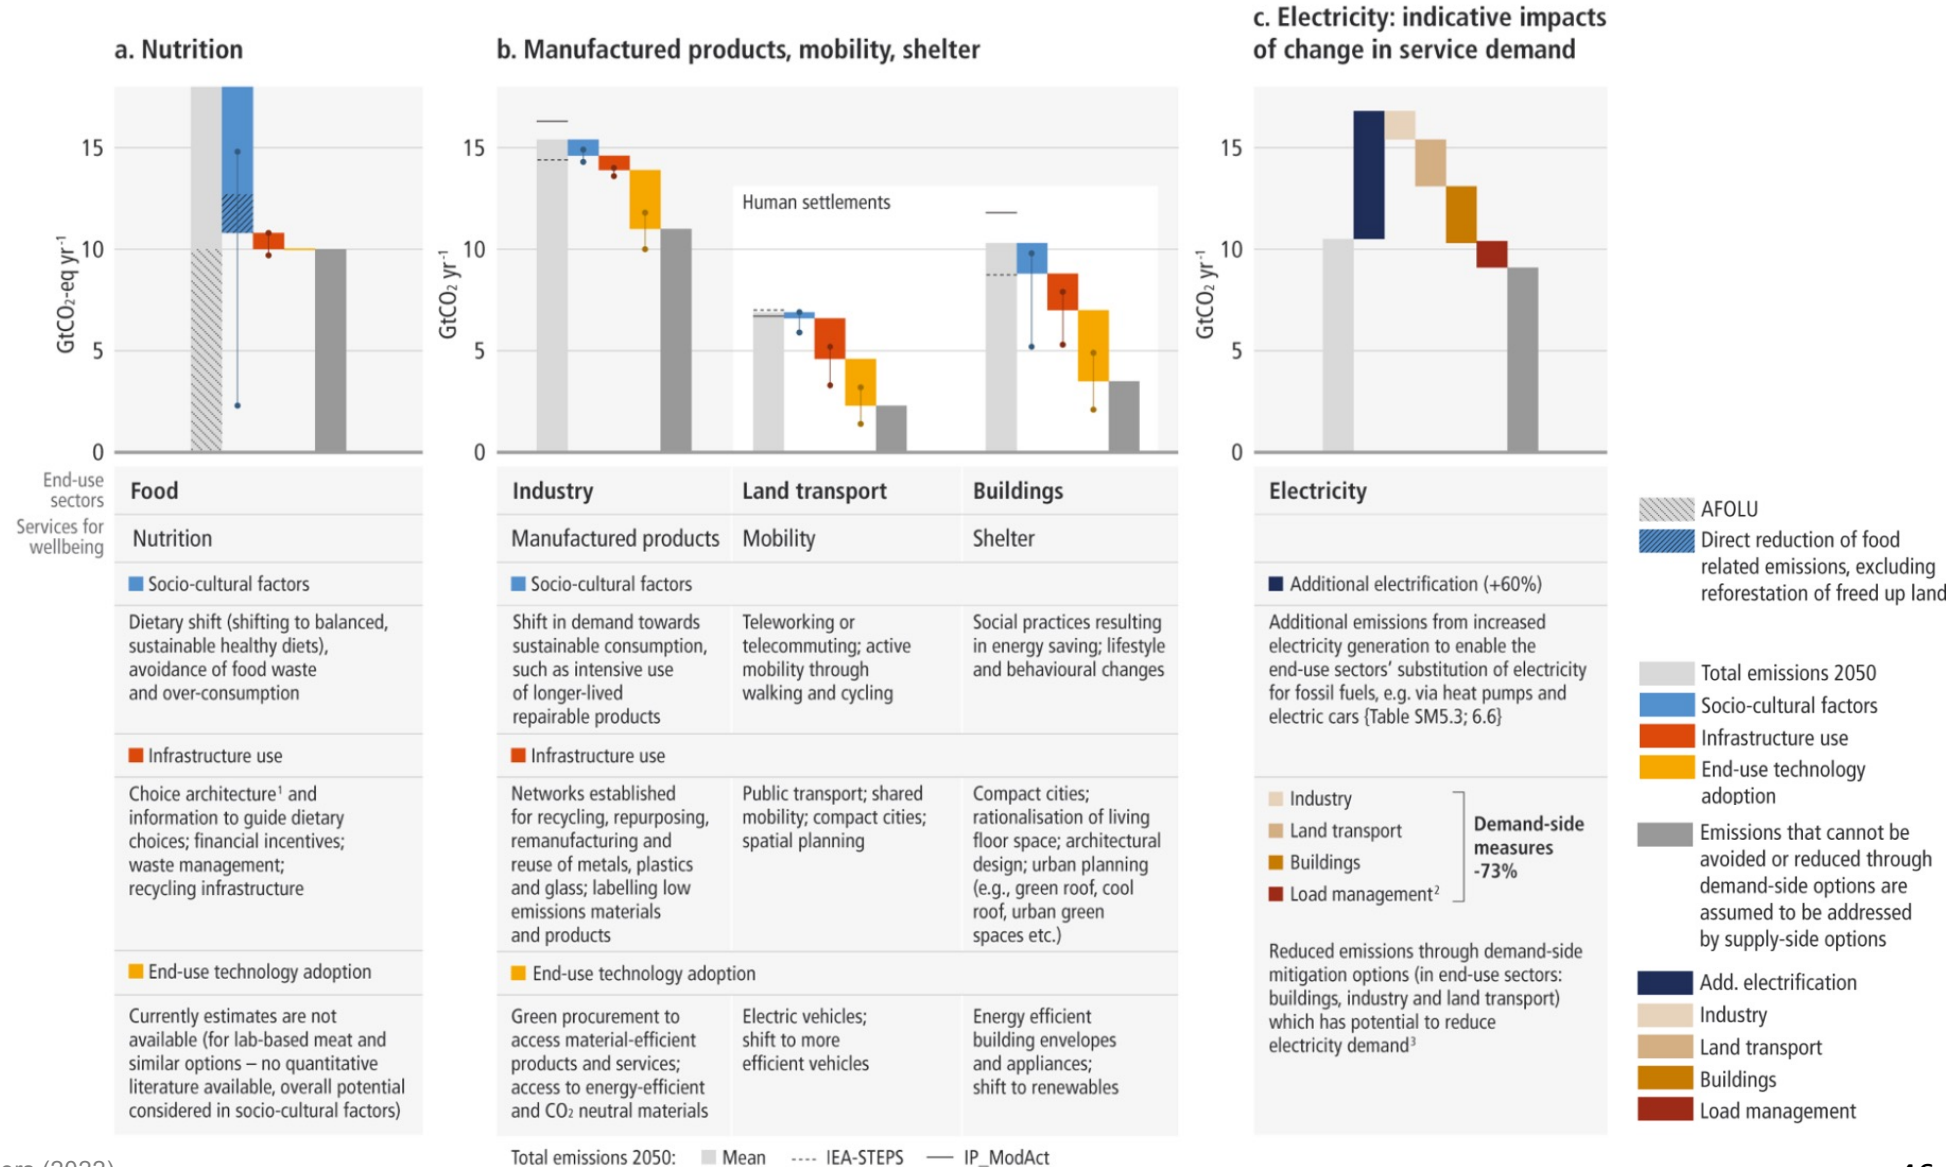 a. Nutrition
b. Manufactured products, mobility, shelter
c. Electricity: indicative impacts
of change in service demand
GtCO₂-eq yr⁻¹
15
10
5
0
GtCO₂ yr⁻¹
15
10
5
0
Human settlements
GtCO₂ yr⁻¹
15
10
5
0
End-use
sectors
Food
Industry
Land transport
Buildings
Electricity
Services for
wellbeing
Nutrition
Manufactured products
Mobility
Shelter
Socio-cultural factors
Dietary shift (shifting to balanced,
sustainable healthy diets),
avoidance of food waste
and over-consumption
Infrastructure use
Choice architecture¹ and
information to guide dietary
choices; financial incentives;
waste management;
recycling infrastructure
End-use technology adoption
Currently estimates are not
available (for lab-based meat and
similar options – no quantitative
literature available, overall potential
considered in socio-cultural factors)
Socio-cultural factors
Shift in demand towards
sustainable consumption,
such as intensive use
of longer-lived
repairable products
Teleworking or
telecommuting; active
mobility through
walking and cycling
Social practices resulting
in energy saving; lifestyle
and behavioural changes
Infrastructure use
Networks established
for recycling, repurposing,
remanufacturing and
reuse of metals, plastics
and glass; labelling low
emissions materials
and products
Public transport; shared
mobility; compact cities;
spatial planning
Compact cities;
rationalisation of living
floor space; architectural
design; urban planning
(e.g., green roof, cool
roof, urban green
spaces etc.)
End-use technology adoption
Green procurement to
access material-efficient
products and services;
access to energy-efficient
and CO₂ neutral materials
Electric vehicles;
shift to more
efficient vehicles
Energy efficient
building envelopes
and appliances;
shift to renewables
Total emissions 2050:
Mean
IEA-STEPS
IP_ModAct
Additional electrification (+60%)
Additional emissions from increased
electricity generation to enable the
end-use sectors' substitution of electricity
for fossil fuels, e.g. via heat pumps and
electric cars {Table SM5.3; 6.6}
Industry
Land transport
Buildings
Load management²
Demand-side
measures
-73%
Reduced emissions through demand-side
mitigation options (in end-use sectors:
buildings, industry and land transport)
which has potential to reduce
electricity demand³
AFOLU
Direct reduction of food
related emissions, excluding
reforestation of freed up land
Total emissions 2050
Socio-cultural factors
Infrastructure use
End-use technology
adoption
Emissions that cannot be
avoided or reduced through
demand-side options are
assumed to be addressed
by supply-side options
Add. electrification
Industry
Land transport
Buildings
Load management